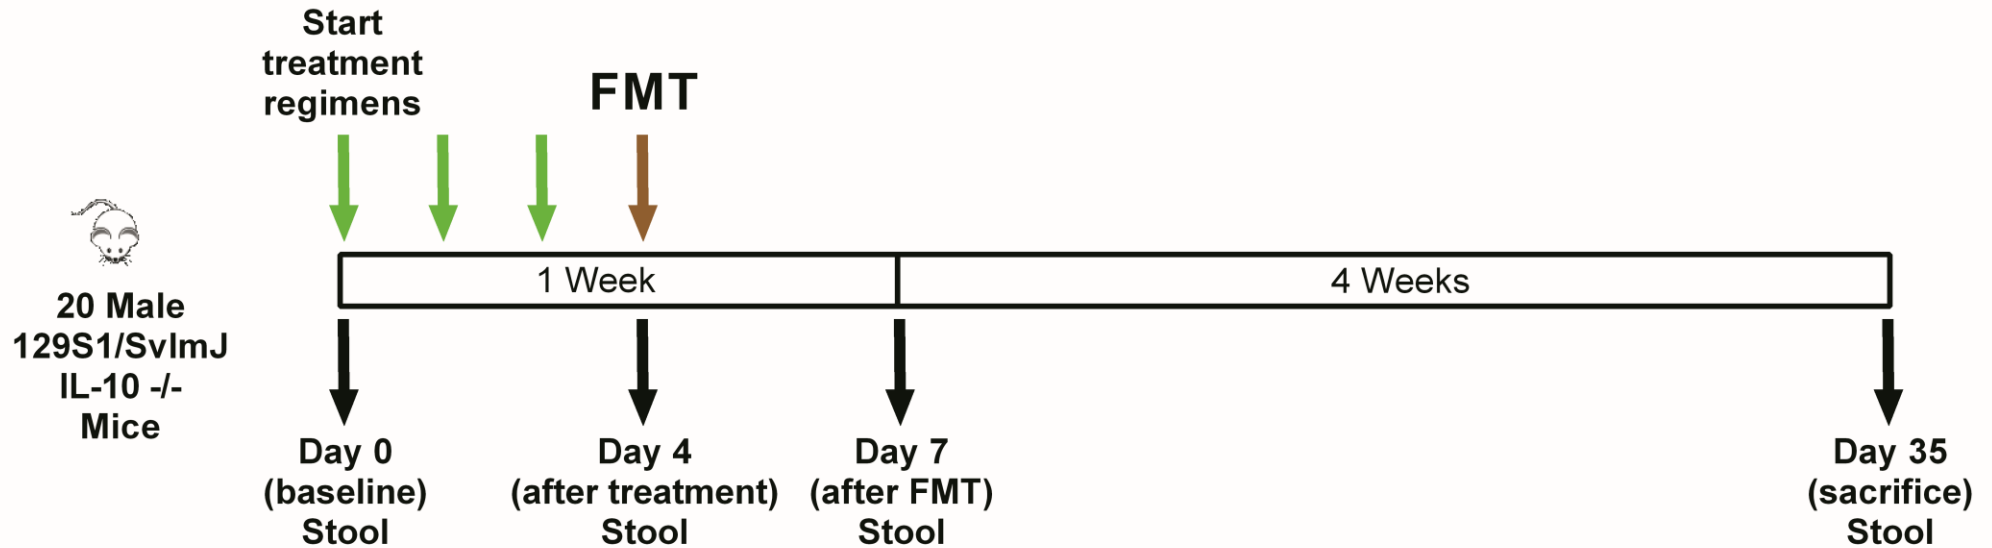 Start
treatment
regimens
FMT
1 Week
4 Weeks
20 Male
129S1/SvlmJ
IL-10 -/-
Mice
Day 0
(baseline)
Stool
Day 4
(after treatment)
Stool
Day 7
(after FMT)
Stool
Day 35
(sacrifice)
Stool